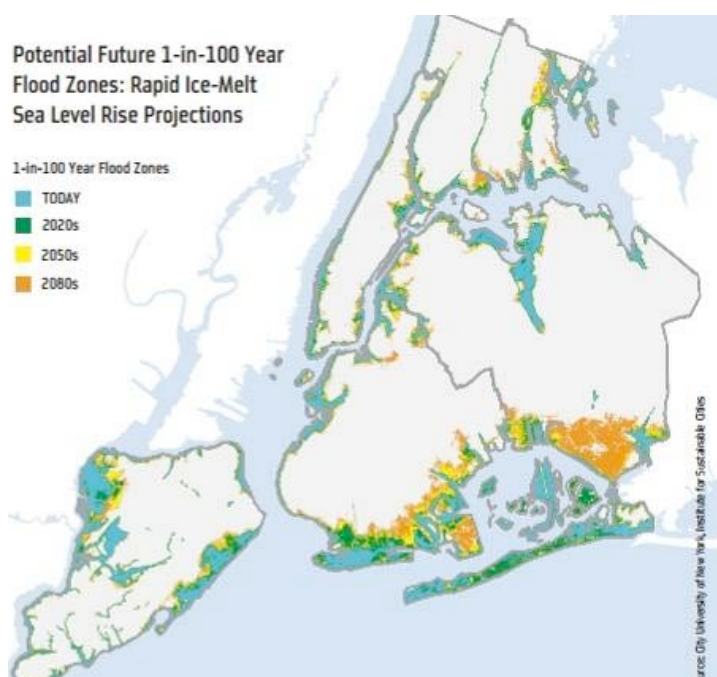 Potential Future 1-in-100 Year
Flood Zones: Rapid Ice-Melt
Sea Level Rise Projections
1-in-100 Year Flood Zones
TODAY
2020s
2050s
2080s
urce: City University of New York, Institute for Sustainable Cities